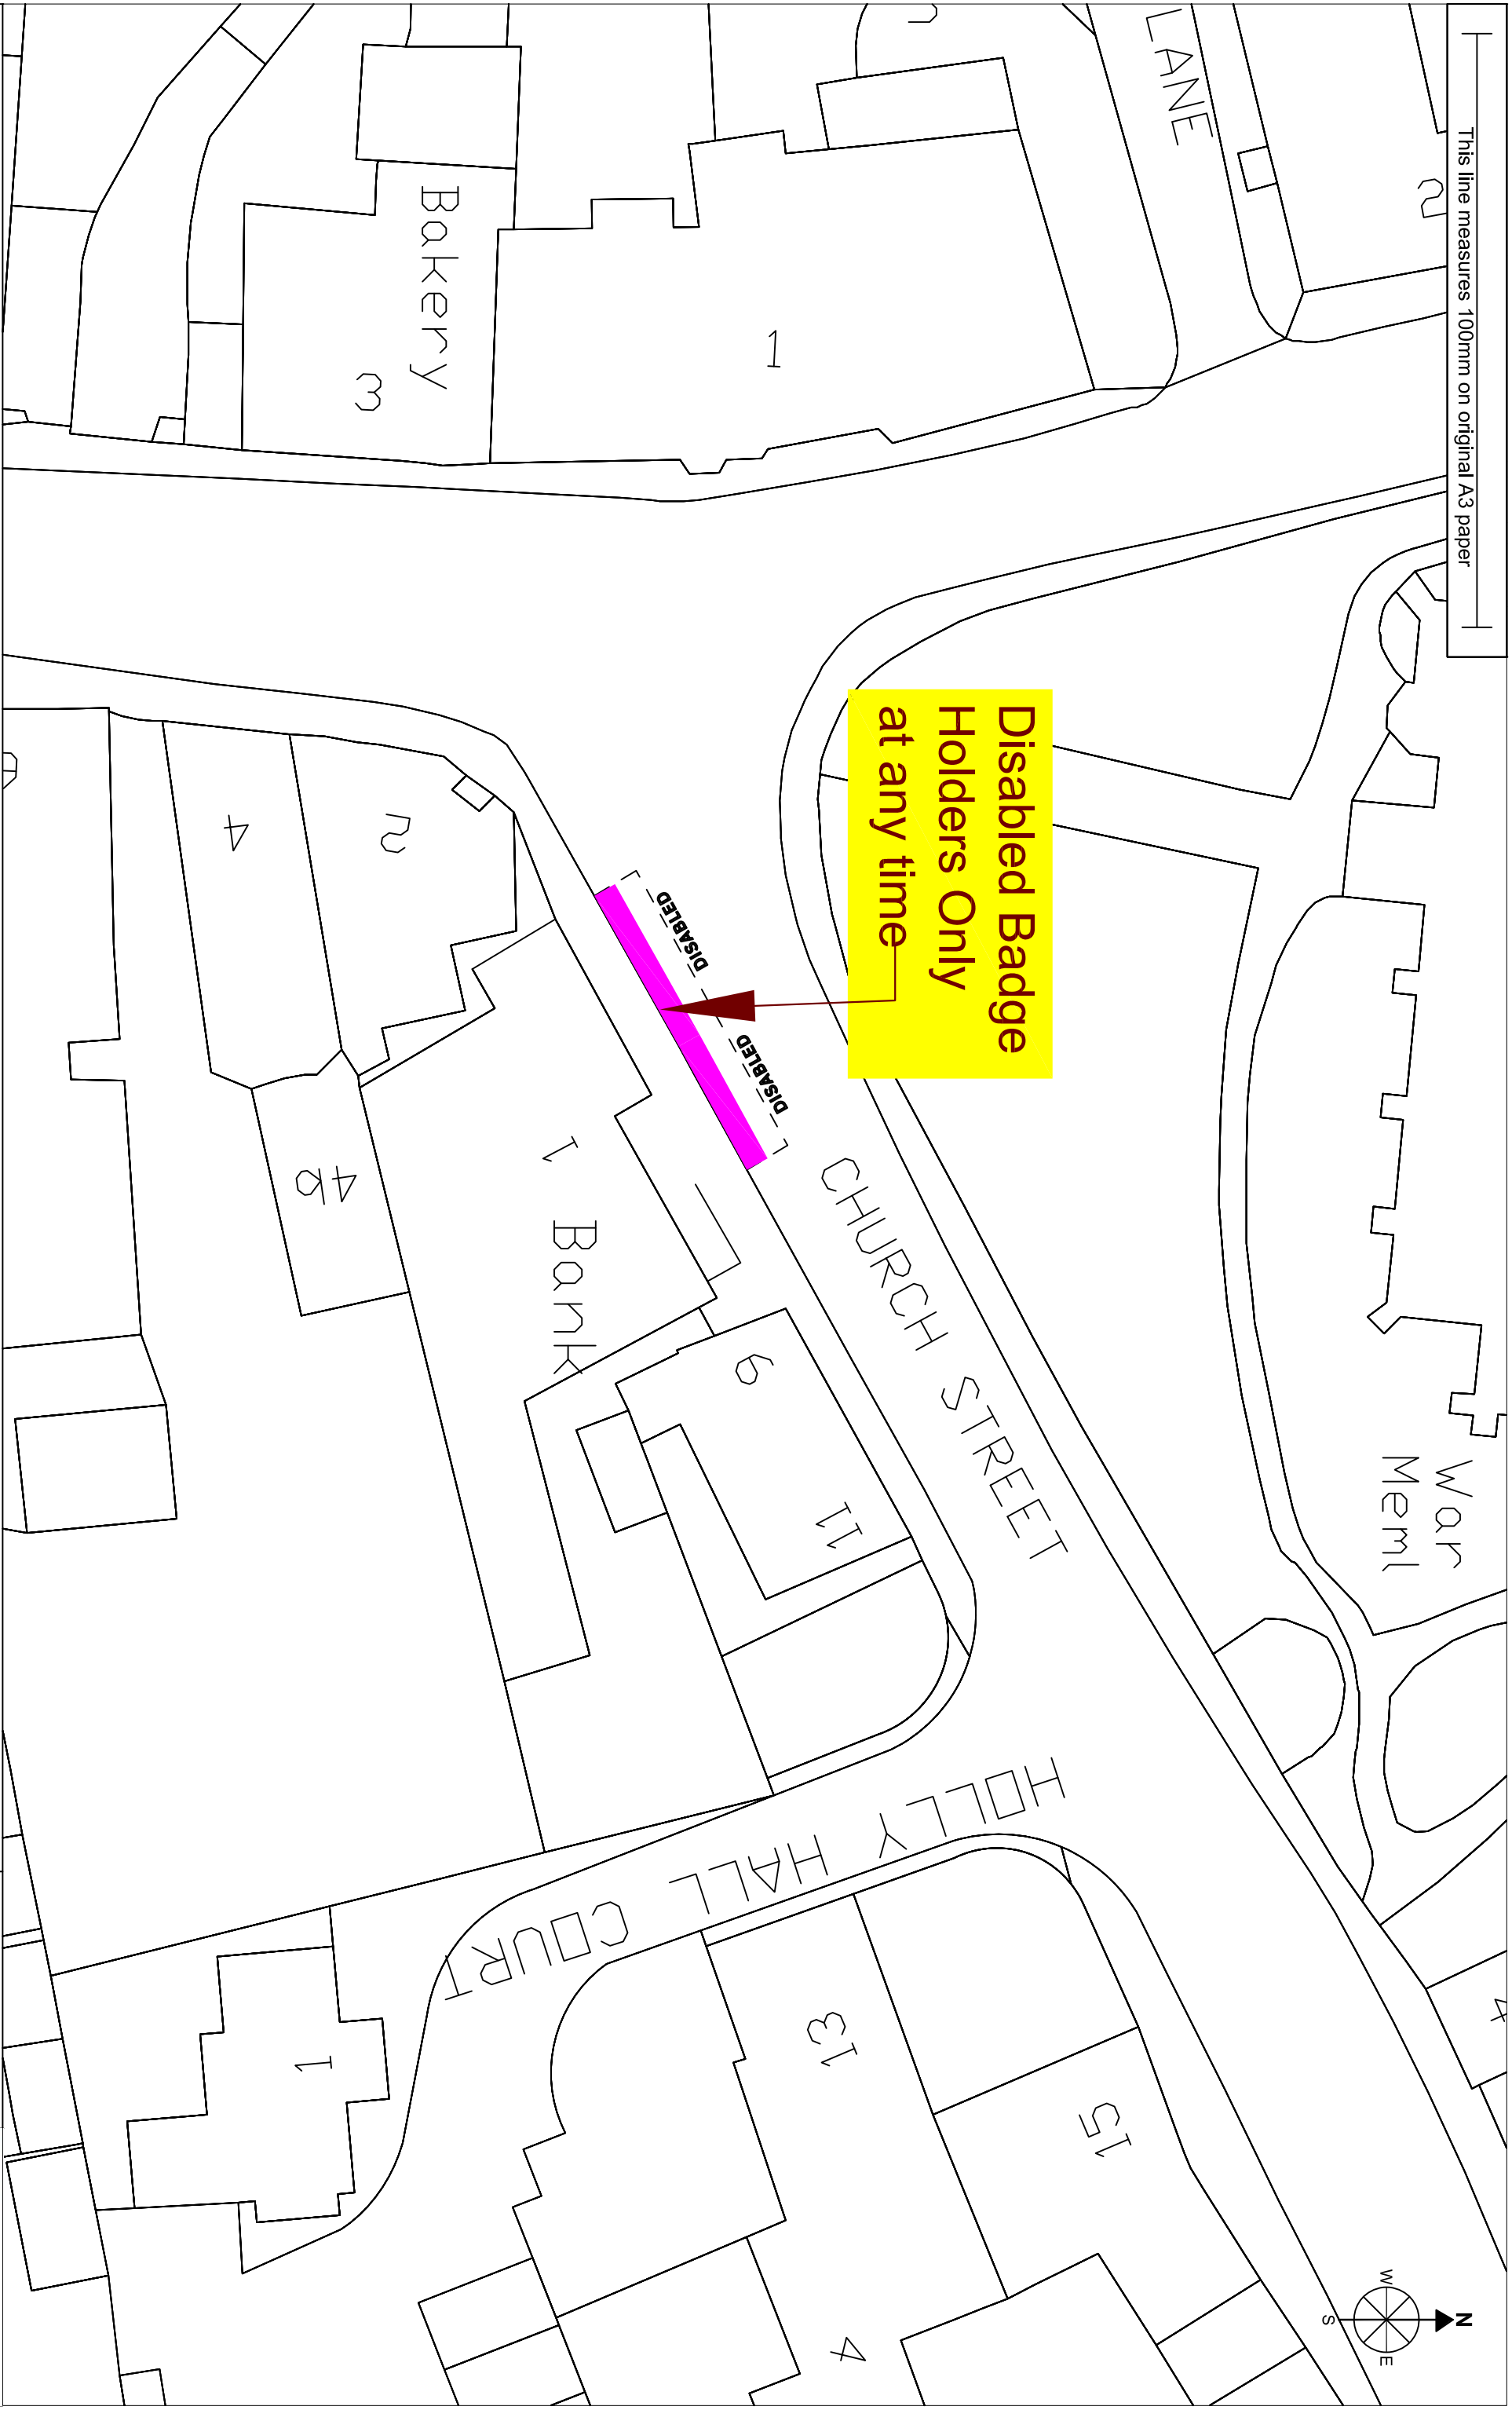 This line measures 100mm on original A3 paper
LANE
2
2
War
Meml
N
W
E
S
Disabled Badge
Holders Only
at any time
1
Bakery
3
DISABLED
DISABLED
CHURCH STREET
2
4
4a
1
Bank
9
11
HOLLY HALL COURT
13
15
4
4
1